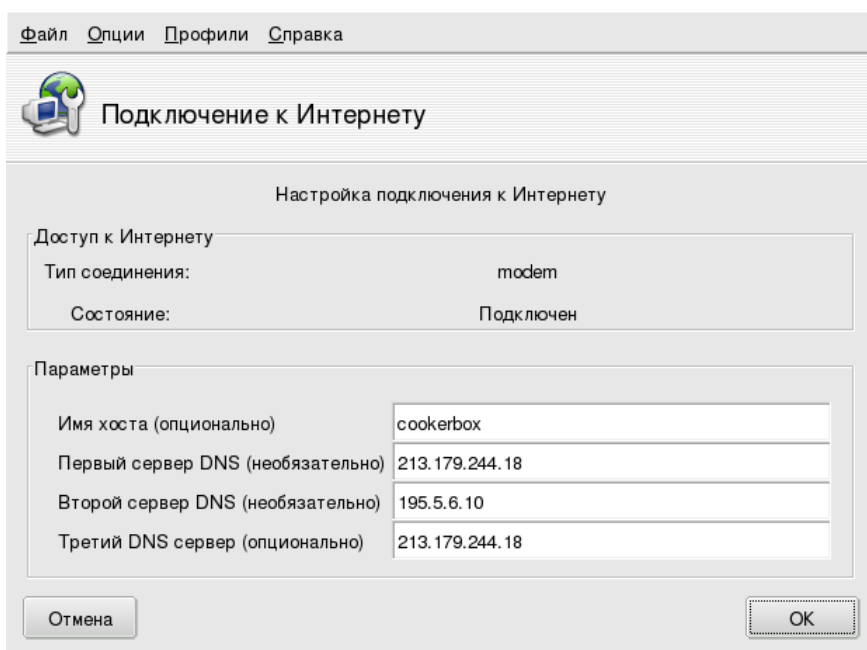 Файл Опции Профили Справка
Подключение к Интернету
Настройка подключения к Интернету
Доступ к Интернету
Тип соединения: modem
Состояние: Подключен
Параметры
Имя хоста (опционально) cookerbox
Первый сервер DNS (необязательно) 213.179.244.18
Второй сервер DNS (необязательно) 195.5.6.10
Третий DNS сервер (опционально) 213.179.244.18
Отмена OK